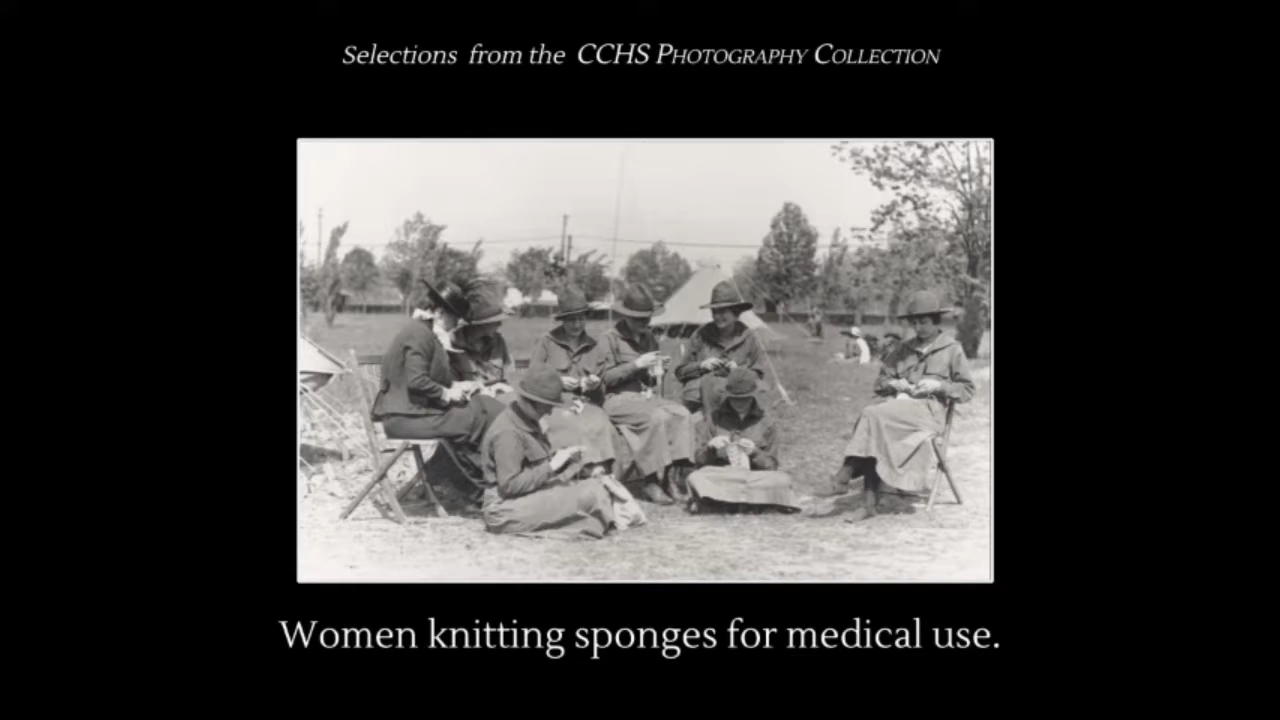 Selections from the CCHS PHOTOGRAPHY COLLECTION
Women knitting sponges for medical use.